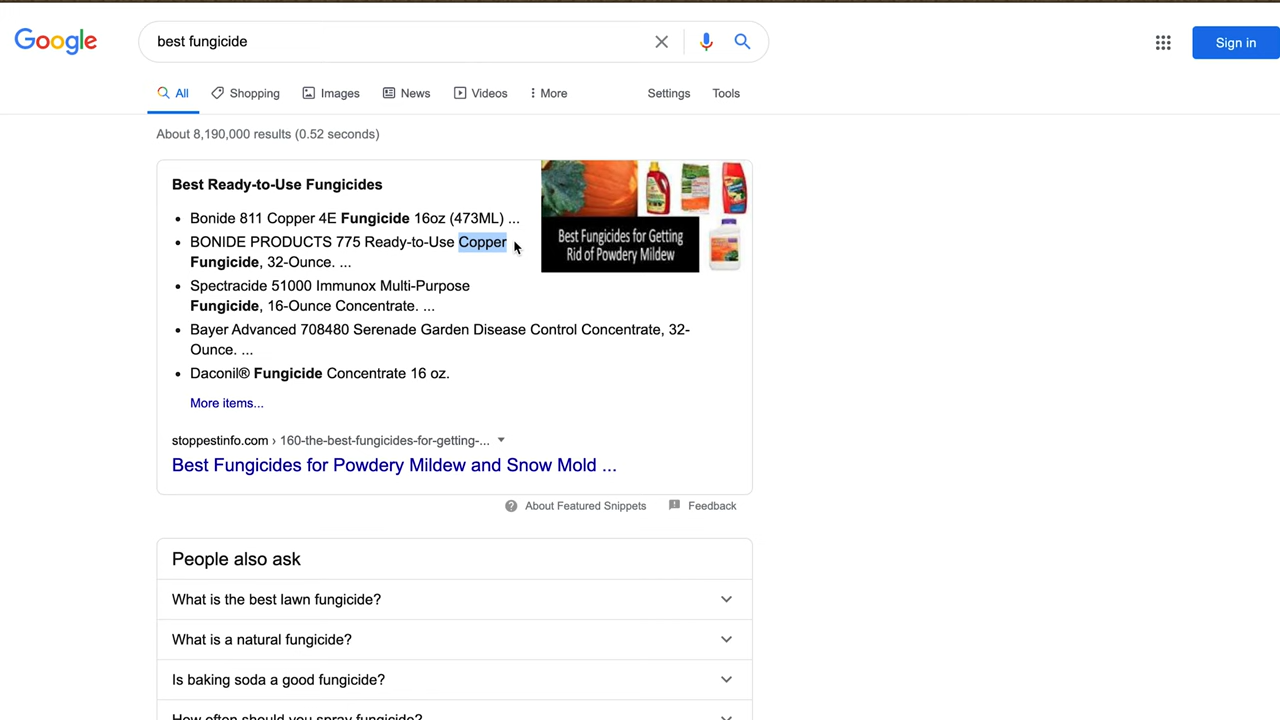 Google
best fungicide
Sign in
All
Shopping
Images
News
Videos
More
Settings
Tools
About 8,190,000 results (0.52 seconds)
Best Ready-to-Use Fungicides
Bonide 811 Copper 4E Fungicide 16oz (473ML) ...
BONIDE PRODUCTS 775 Ready-to-Use Copper
Fungicide, 32-Ounce. ...
Spectracide 51000 Immunox Multi-Purpose
Fungicide, 16-Ounce Concentrate. ...
Bayer Advanced 708480 Serenade Garden Disease Control Concentrate, 32-
Ounce. ...
Daconil® Fungicide Concentrate 16 oz.
More items...
Best Fungicides for Getting
Rid of Powdery Mildew
stoppestinfo.com › 160-the-best-fungicides-for-getting-...
Best Fungicides for Powdery Mildew and Snow Mold ...
About Featured Snippets
Feedback
People also ask
What is the best lawn fungicide?
What is a natural fungicide?
Is baking soda a good fungicide?
How often should you spray fungicide?